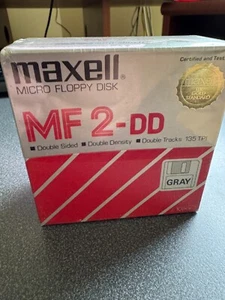 maxell
Certified and Test
MICRO FLOPPY DISK
MF 2-DD
■ Double Sided ■ Double Density ■ Double Tracks 135 TPI
GRAY